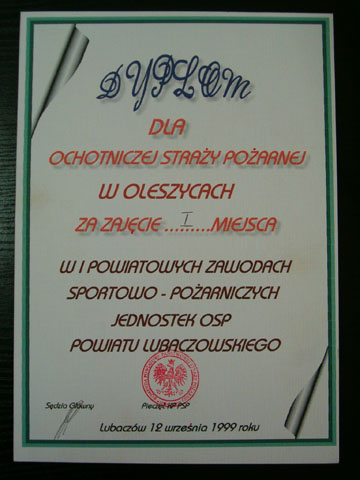 DYPLOM
DLA
OCHOTNICZEJ STRAŻY POŻARNEJ
W OLESZYCACH
ZA ZAJĘCIE ....I.....MIEJSCA
W I POWIATOWYCH ZAWODACH
SPORTOWO - POŻARNICZYCH
JEDNOSTEK OSP
POWIATU LUBACZOWSKIEGO
Sędzia Główny Pieczęć KP PSP
Lubaczów 12 września 1999 roku